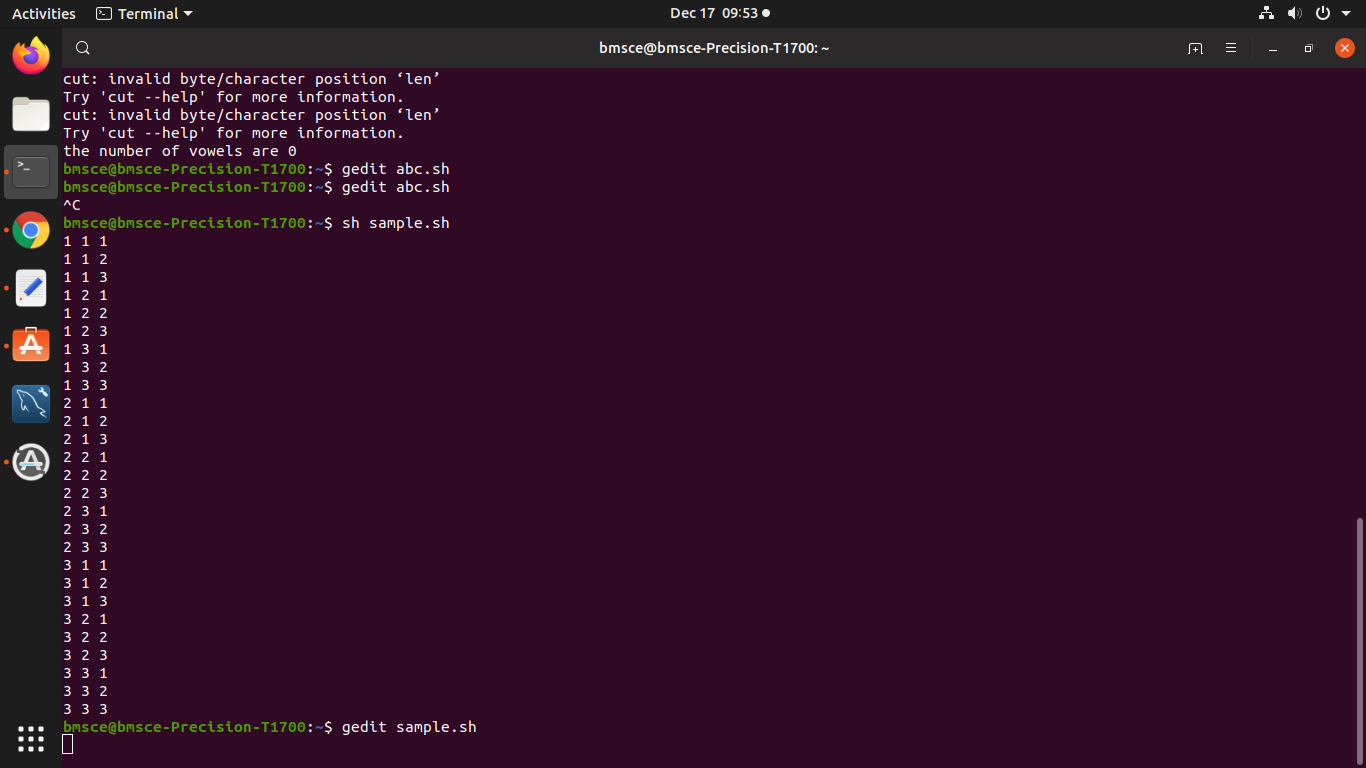 Activities Terminal Dec 17 09:53
bmsce@bmsce-Precision-T1700: ~
cut: invalid byte/character position ‘len’
Try 'cut --help' for more information.
cut: invalid byte/character position ‘len’
Try 'cut --help' for more information.
the number of vowels are 0
bmsce@bmsce-Precision-T1700:~$ gedit abc.sh
bmsce@bmsce-Precision-T1700:~$ gedit abc.sh
^C
bmsce@bmsce-Precision-T1700:~$ sh sample.sh
1 1 1
1 1 2
1 1 3
1 2 1
1 2 2
1 2 3
1 3 1
1 3 2
1 3 3
2 1 1
2 1 2
2 1 3
2 2 1
2 2 2
2 2 3
2 3 1
2 3 2
2 3 3
3 1 1
3 1 2
3 1 3
3 2 1
3 2 2
3 2 3
3 3 1
3 3 2
3 3 3
bmsce@bmsce-Precision-T1700:~$ gedit sample.sh